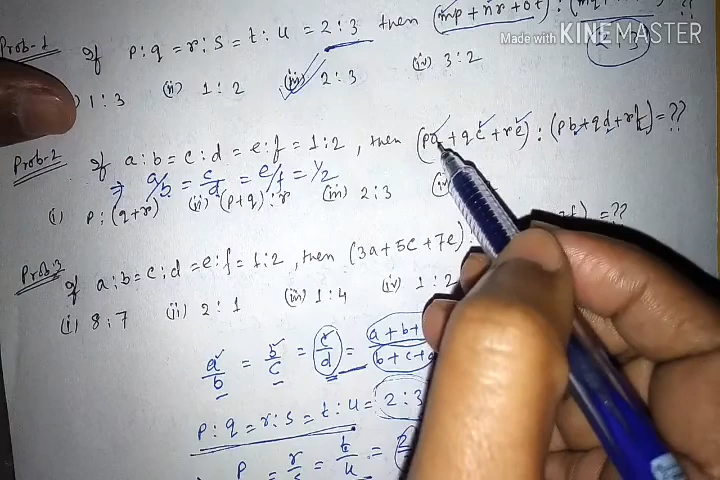 Prob-1 If p:q = r:s = t:u = 2:3 then (mp + nr + ot) : (mq
1:3 (ii) 1:2 (iii) 2:3 (iv) 3:2
Made with KINEMASTER
Prob-2 If a:b = c:d = e:f = 1:2, then (pa + qc + re) : (pb + qd + rf) = ??
⇒ a/b = c/d = e/f = 1/2
(i) p:(q+r) (ii) (p+q):r (iii) 2:3 (iv)
Prob:3 If a:b = c:d = e:f = 1:2, then (3a + 5c + 7e) = ??
(i) 8:7 (ii) 2:1 (iii) 1:4 (iv) 1:2
a/b = b/c = c/d = a+b+ / b+c+d
p:q = r:s = t:u = 2:3
p = r/s = t/u =